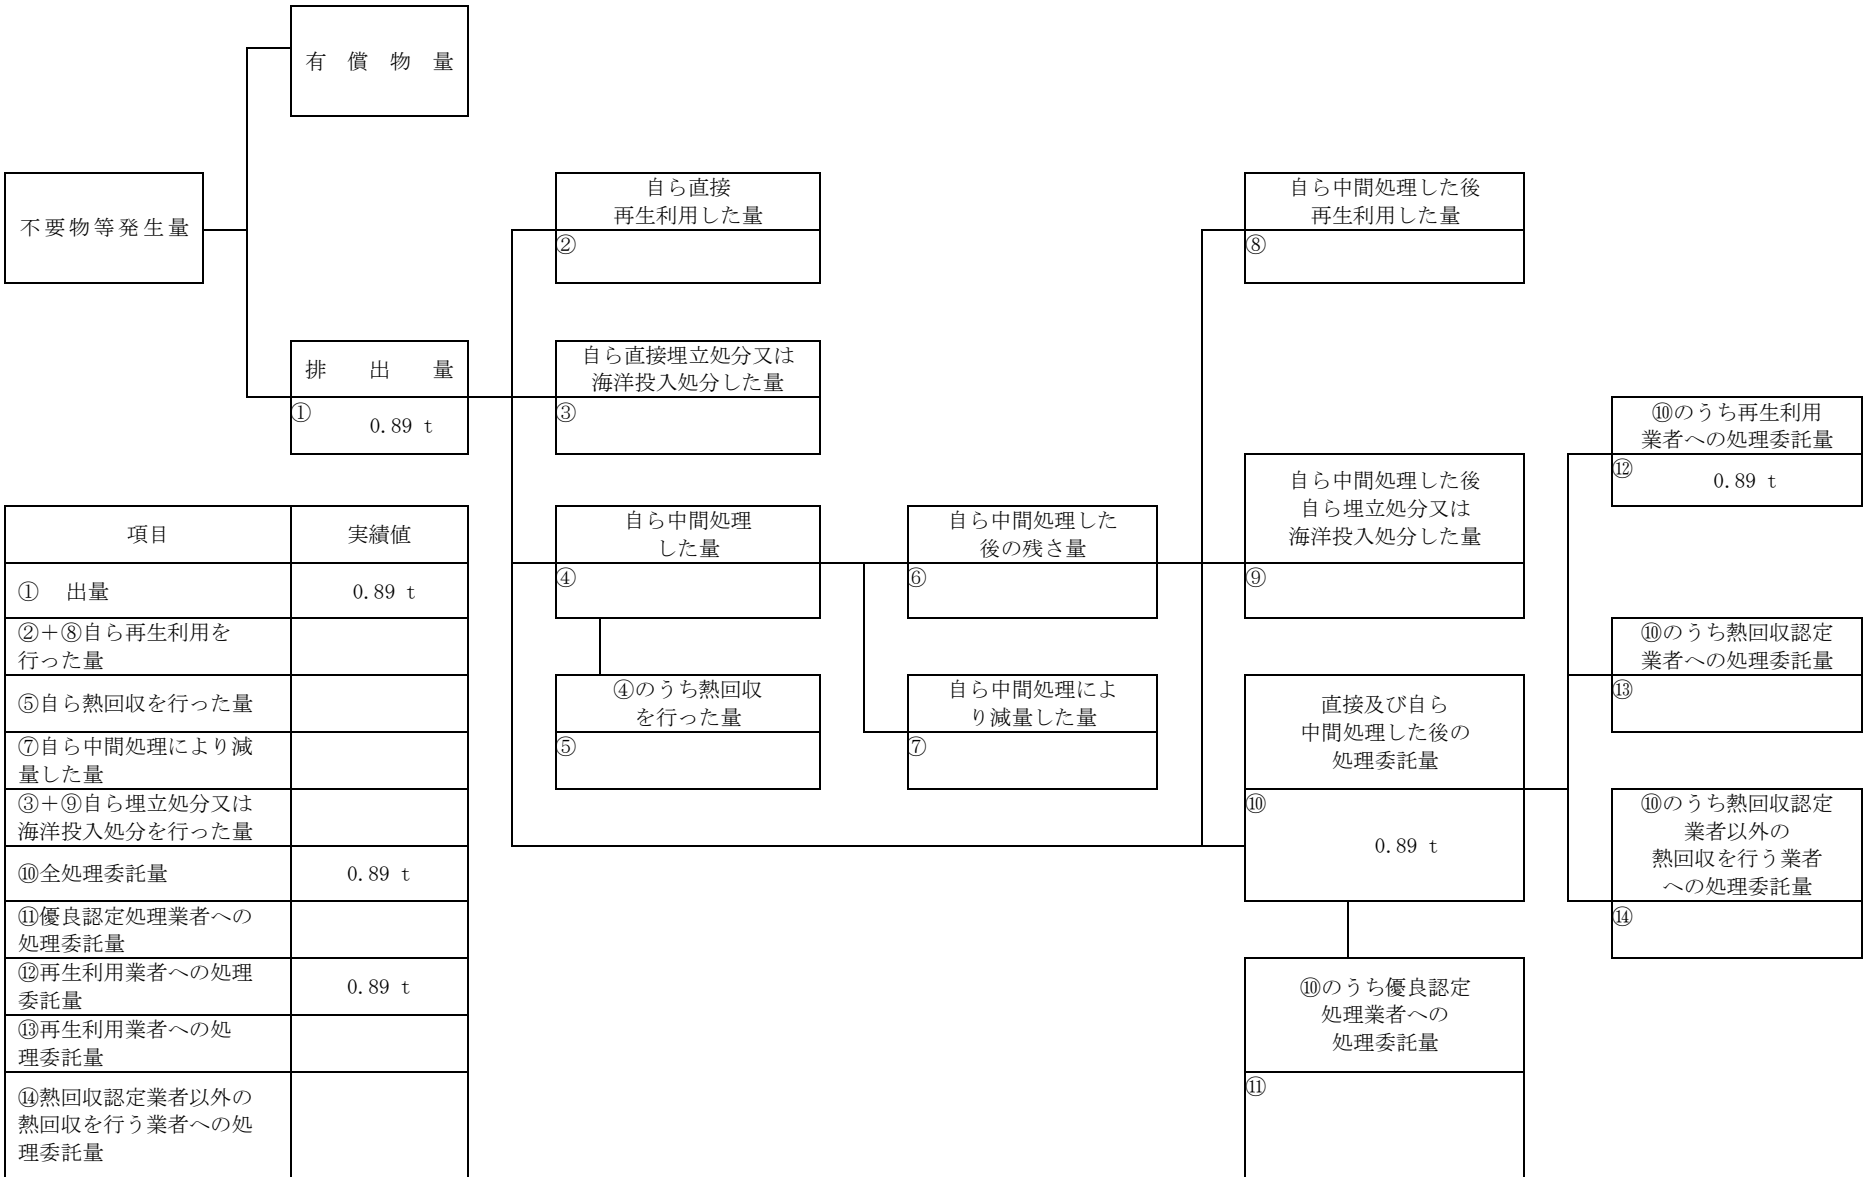 有　償　物　量
不要物等発生量
自ら直接
再生利用した量
②
自ら中間処理した後
再生利用した量
⑧
排　出　量
①
0.89 t
自ら直接埋立処分又は
海洋投入処分した量
③
⑩のうち再生利用
業者への処理委託量
⑫
0.89 t
自ら中間処理
した量
④
自ら中間処理した
後の残さ量
⑥
自ら中間処理した後
自ら埋立処分又は
海洋投入処分した量
⑨
⑩のうち熱回収認定
業者への処理委託量
⑬
④のうち熱回収
を行った量
⑤
自ら中間処理によ
り減量した量
⑦
直接及び自ら
中間処理した後の
処理委託量
⑩
0.89 t
⑩のうち熱回収認定
業者以外の
熱回収を行う業者
への処理委託量
⑭
⑩のうち優良認定
処理業者への
処理委託量
⑪
項目 実績値
①　出量 0.89 t
②＋⑧自ら再生利用を
行った量
⑤自ら熱回収を行った量
⑦自ら中間処理により減
量した量
③＋⑨自ら埋立処分又は
海洋投入処分を行った量
⑩全処理委託量 0.89 t
⑪優良認定処理業者への
処理委託量
⑫再生利用業者への処理
委託量
0.89 t
⑬再生利用業者への処
理委託量
⑭熱回収認定業者以外の
熱回収を行う業者への処
理委託量